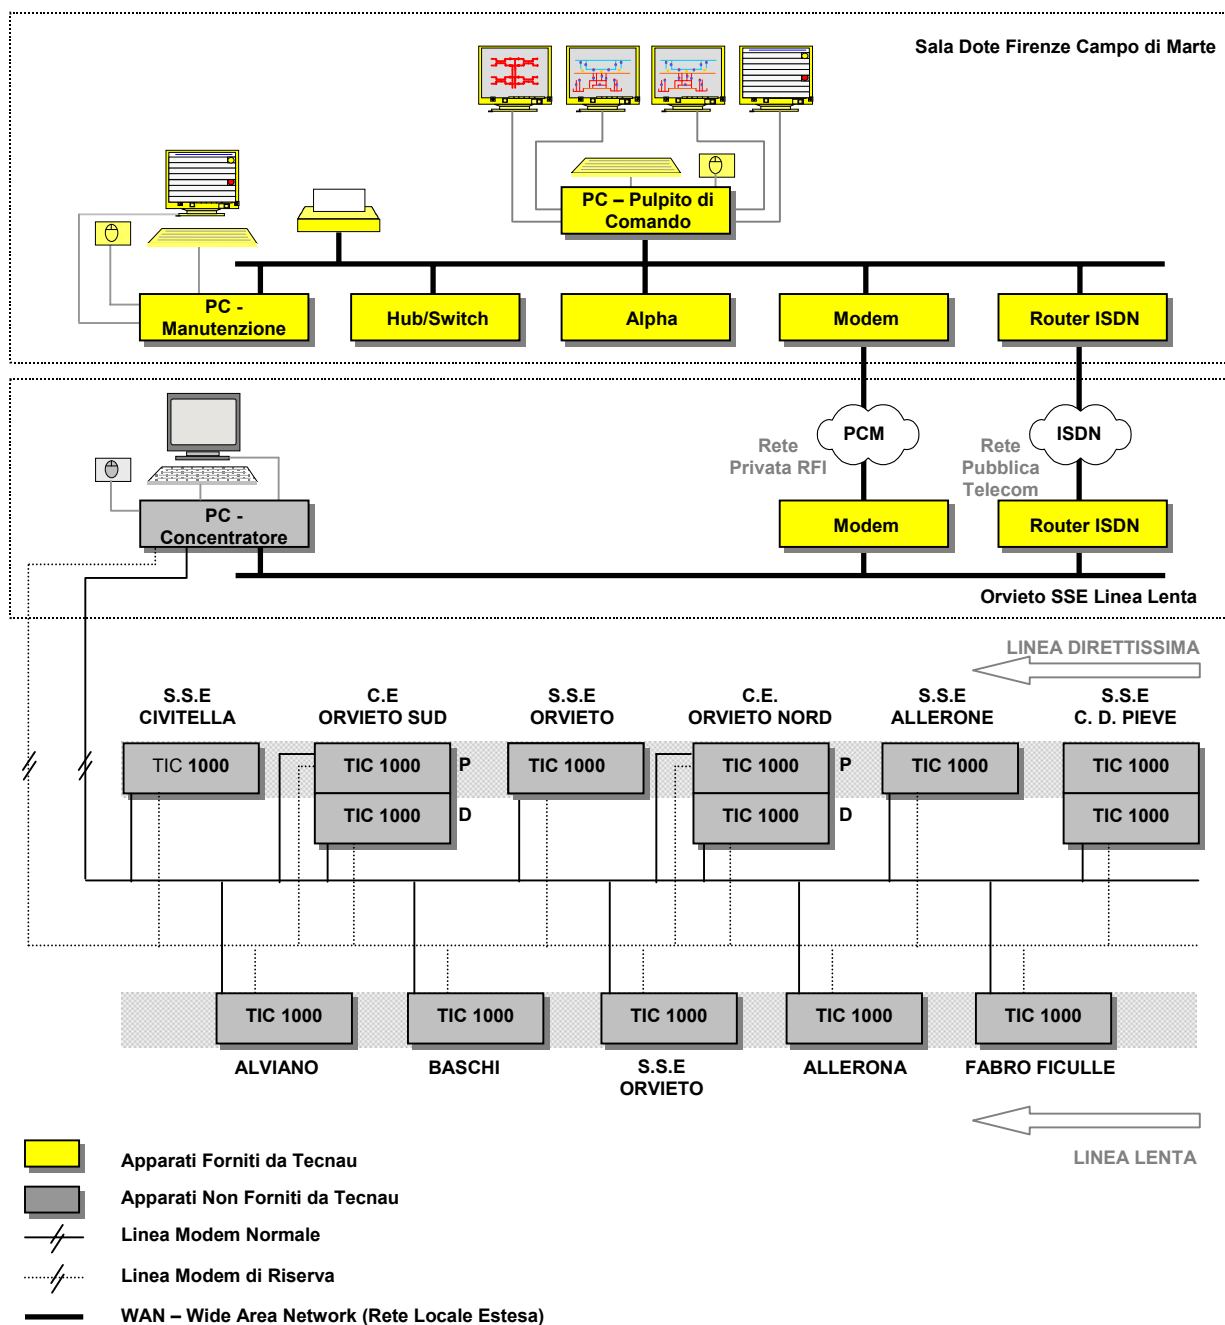 Sala Dote Firenze Campo di Marte
PC – Pulpito di
Comando
PC -
Manutenzione
Hub/Switch
Alpha
Modem
Router ISDN
PCM
ISDN
Rete
Privata RFI
Rete
Pubblica
Telecom
PC -
Concentratore
Modem
Router ISDN
Orvieto SSE Linea Lenta
LINEA DIRETTISSIMA
S.S.E
CIVITELLA
C.E
ORVIETO SUD
S.S.E
ORVIETO
C.E.
ORVIETO NORD
S.S.E
ALLERONE
S.S.E
C. D. PIEVE
TIC 1000
TIC 1000
P
TIC 1000
TIC 1000
P
TIC 1000
TIC 1000
TIC 1000
D
TIC 1000
D
TIC 1000
TIC 1000
TIC 1000
TIC 1000
TIC 1000
TIC 1000
ALVIANO
BASCHI
S.S.E
ORVIETO
ALLERONA
FABRO FICULLE
LINEA LENTA
Apparati Forniti da Tecnau
Apparati Non Forniti da Tecnau
Linea Modem Normale
Linea Modem di Riserva
WAN – Wide Area Network (Rete Locale Estesa)